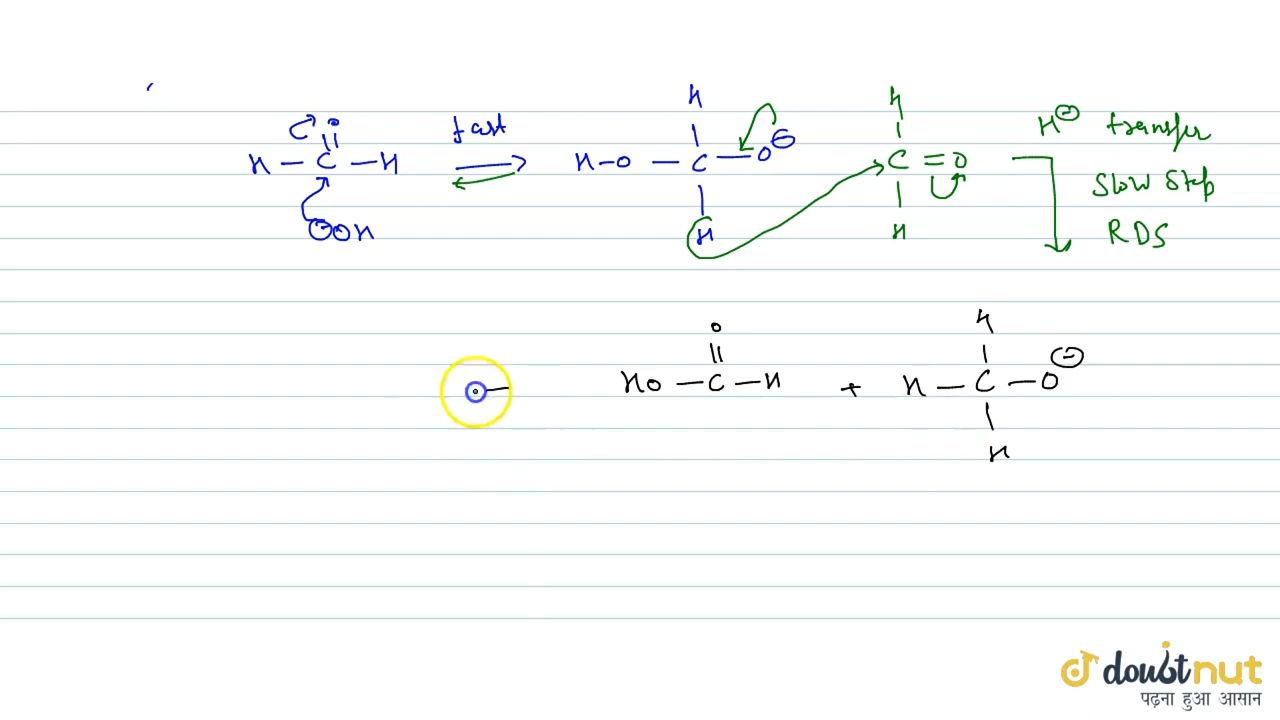 H
H
O
H – C – H
fast
H-O – C – O⊖
C = O
H⊖ transfer
Slow Step
⊖OH
H
H
RDS
O
H
HO – C – H + H – C – O⊖
H
doubtnut
पढ़ना हुआ आसान